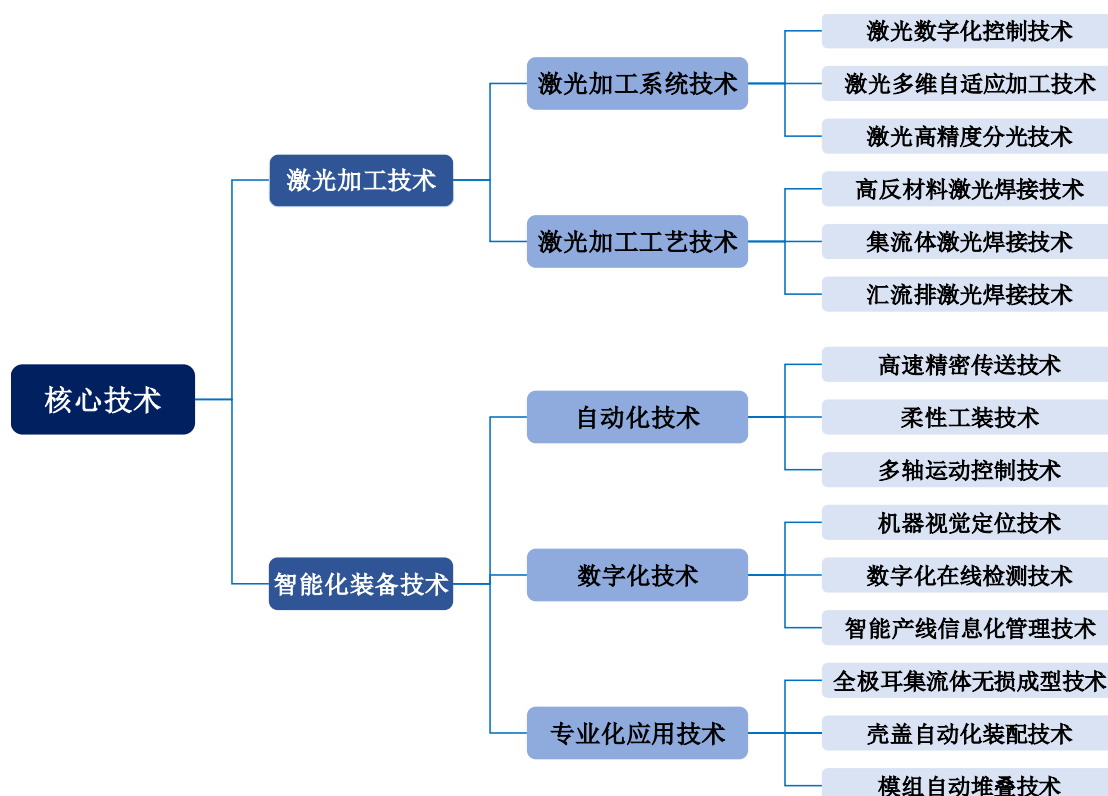 核心技术
激光加工技术
激光加工系统技术
激光数字化控制技术
激光多维自适应加工技术
激光高精度分光技术
激光加工工艺技术
高反材料激光焊接技术
集流体激光焊接技术
汇流排激光焊接技术
智能化装备技术
自动化技术
高速精密传送技术
柔性工装技术
多轴运动控制技术
数字化技术
机器视觉定位技术
数字化在线检测技术
智能产线信息化管理技术
专业化应用技术
全极耳集流体无损成型技术
壳盖自动化装配技术
模组自动堆叠技术